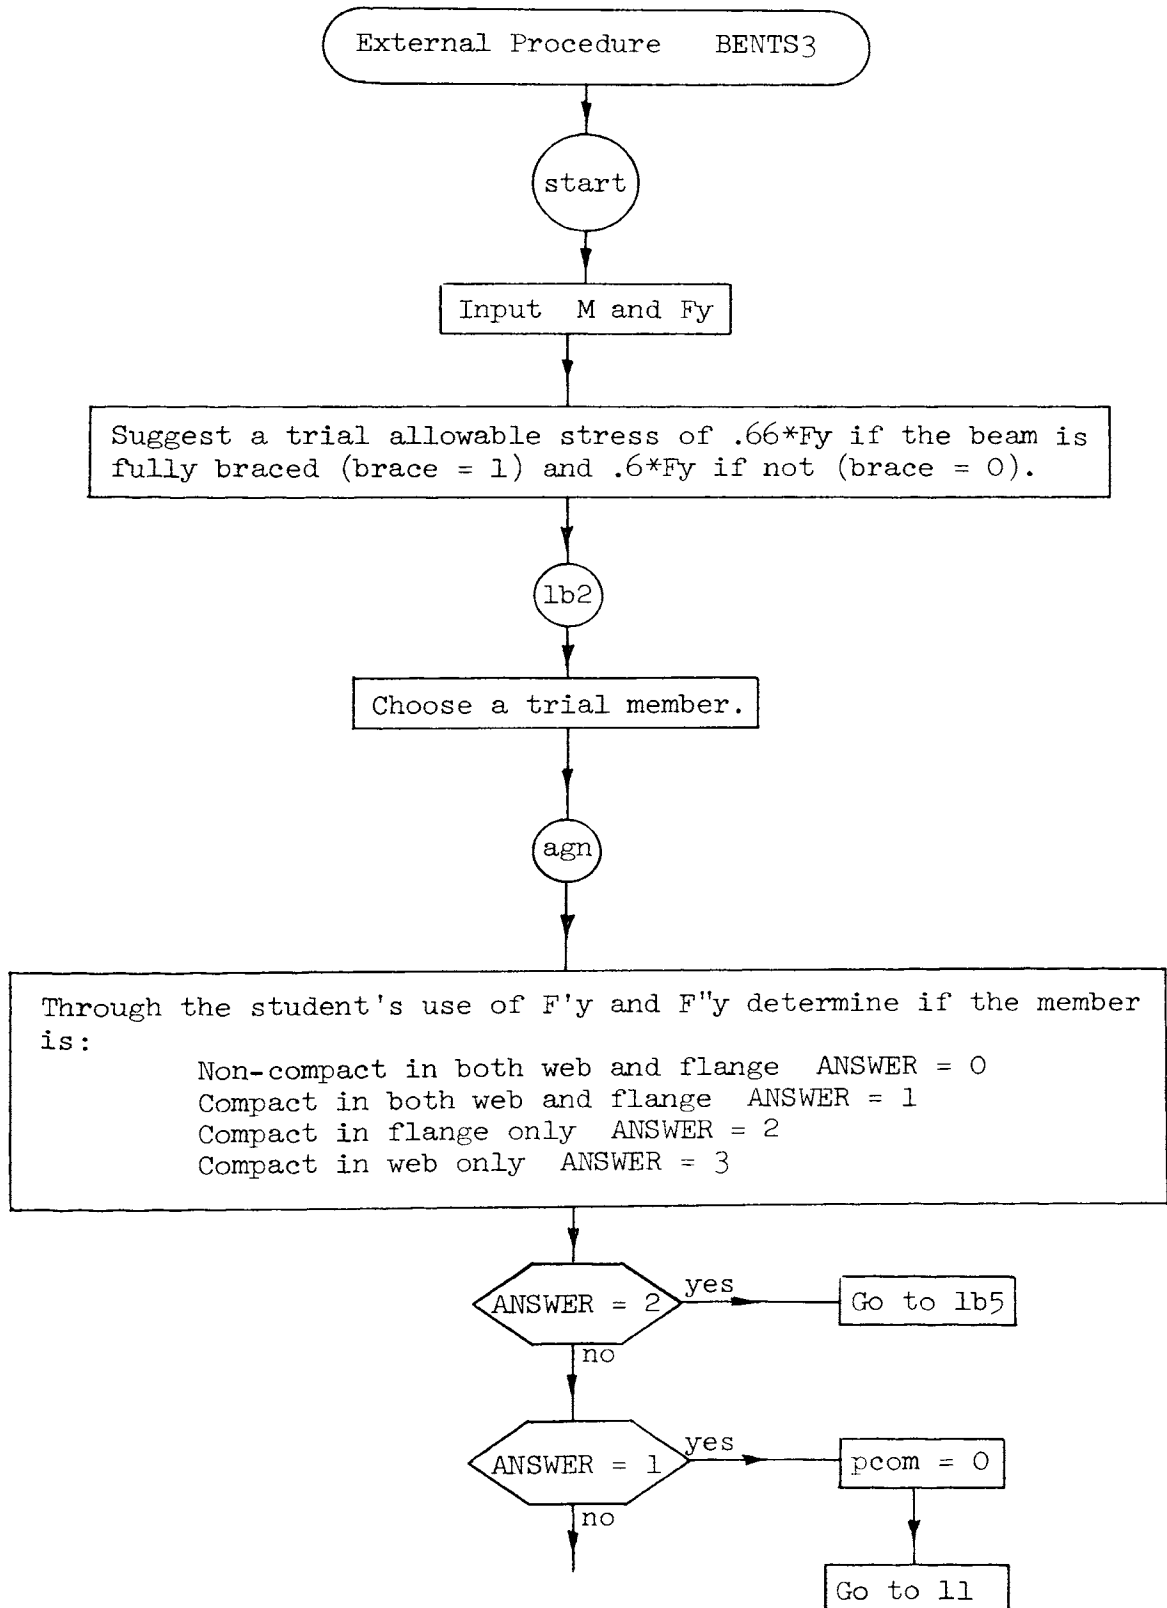 External Procedure BENTS3
start
Input M and Fy
Suggest a trial allowable stress of .66*Fy if the beam is
fully braced (brace = 1) and .6*Fy if not (brace = 0).
lb2
Choose a trial member.
agn
Through the student's use of F'y and F"y determine if the member
is:
Non-compact in both web and flange ANSWER = 0
Compact in both web and flange ANSWER = 1
Compact in flange only ANSWER = 2
Compact in web only ANSWER = 3
ANSWER = 2
yes
Go to lb5
no
ANSWER = 1
yes
pcom = 0
no
Go to ll